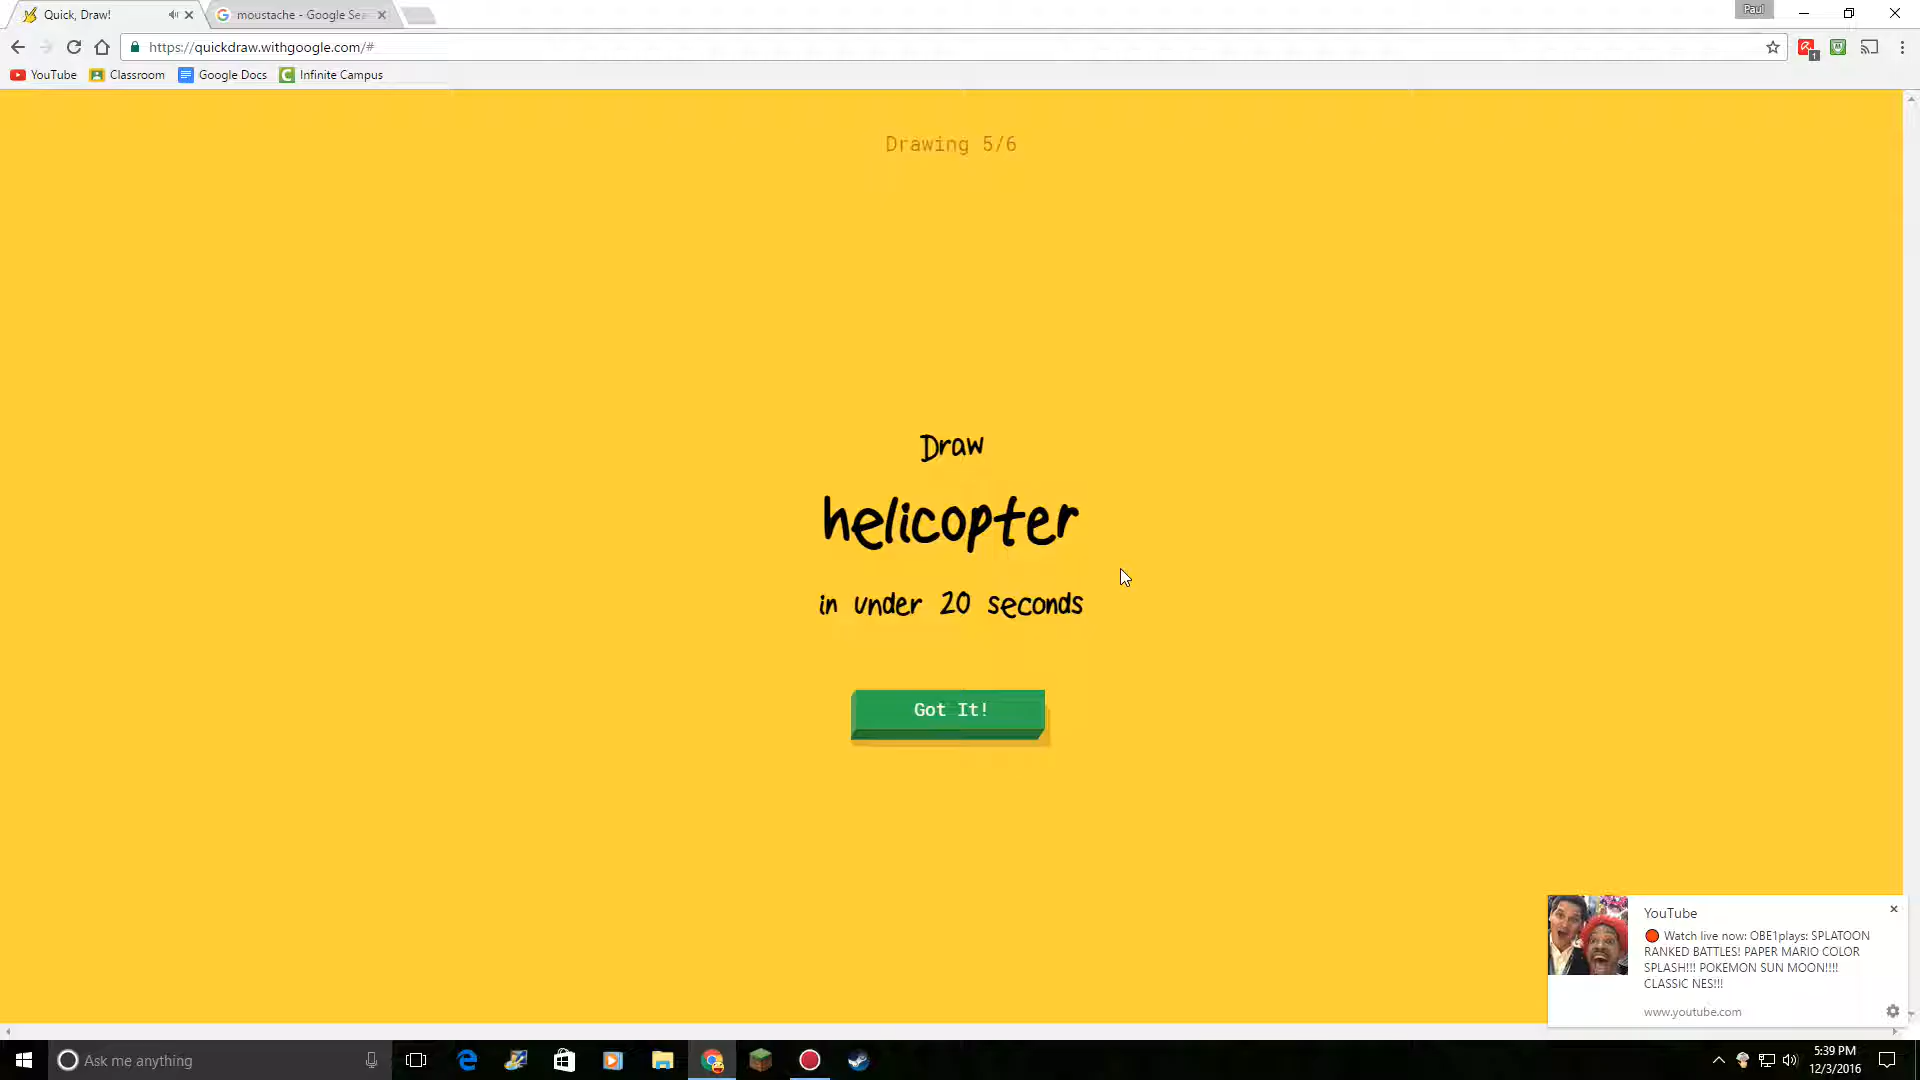 Quick, Draw!
moustache - Google Sea
Paul
https://quickdraw.withgoogle.com/#
1
YouTube
Classroom
Google Docs
Infinite Campus
Drawing 5/6
Draw
helicopter
in under 20 seconds
Got It!
YouTube
Watch live now: OBE1plays: SPLATOON
RANKED BATTLES! PAPER MARIO COLOR
SPLASH!!! POKEMON SUN MOON!!!!
CLASSIC NES!!!
www.youtube.com
Ask me anything
5:39 PM
12/3/2016